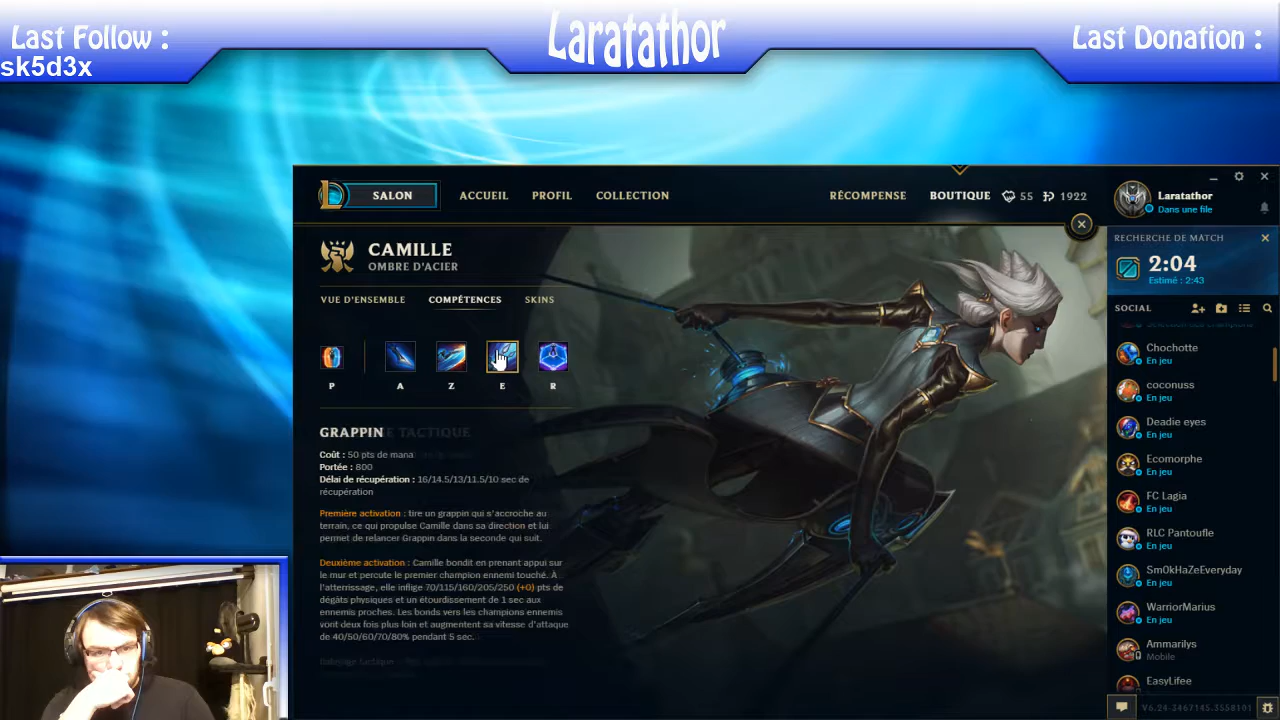 Last Follow :
sk5d3x
Laratathor
Last Donation :
SALON
ACCUEIL
PROFIL
COLLECTION
RÉCOMPENSE
BOUTIQUE
55
1922
Laratathor
Dans une file
CAMILLE
OMBRE D'ACIER
RECHERCHE DE MATCH
2:04
Estimé : 2:43
VUE D'ENSEMBLE
COMPÉTENCES
SKINS
SOCIAL
P
A
Z
E
R
GRAPPIN
Coût : 50 pts de mana
Portée : 800
Délai de récupération : 16/14.5/13/11.5/10 sec de
récupération
Première activation : tire un grappin qui s'accroche au
terrain, ce qui propulse Camille dans sa direction et lui
permet de relancer Grappin dans la seconde qui suit.
Deuxième activation : Camille bondit en prenant appui sur
le mur et percute le premier champion ennemi touché. À
l'atterrissage, elle inflige 70/115/160/205/250 (+0) pts de
dégâts physiques et un étourdissement de 1 sec aux
ennemis proches. Les bonds vers les champions ennemis
vont deux fois plus loin et augmentent sa vitesse d'attaque
de 40/50/60/70/80% pendant 5 sec.
Chochotte
En jeu
coconuss
En jeu
Deadie eyes
En jeu
Ecomorphe
En jeu
FC Lagia
En jeu
RLC Pantoufle
En jeu
Sm0kHaZeEveryday
En jeu
WarriorMarius
En jeu
Ammarilys
Mobile
EasyLifee
V6.24-3467145.3558101